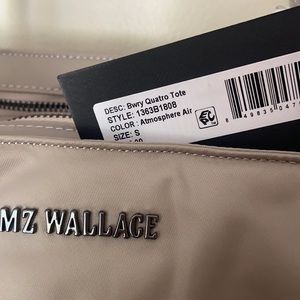 DESC: Bwry Quatro Tote
STYLE: 1363B1808
COLOR: Atmosphere Air
SIZE: S
MZ WALLACE